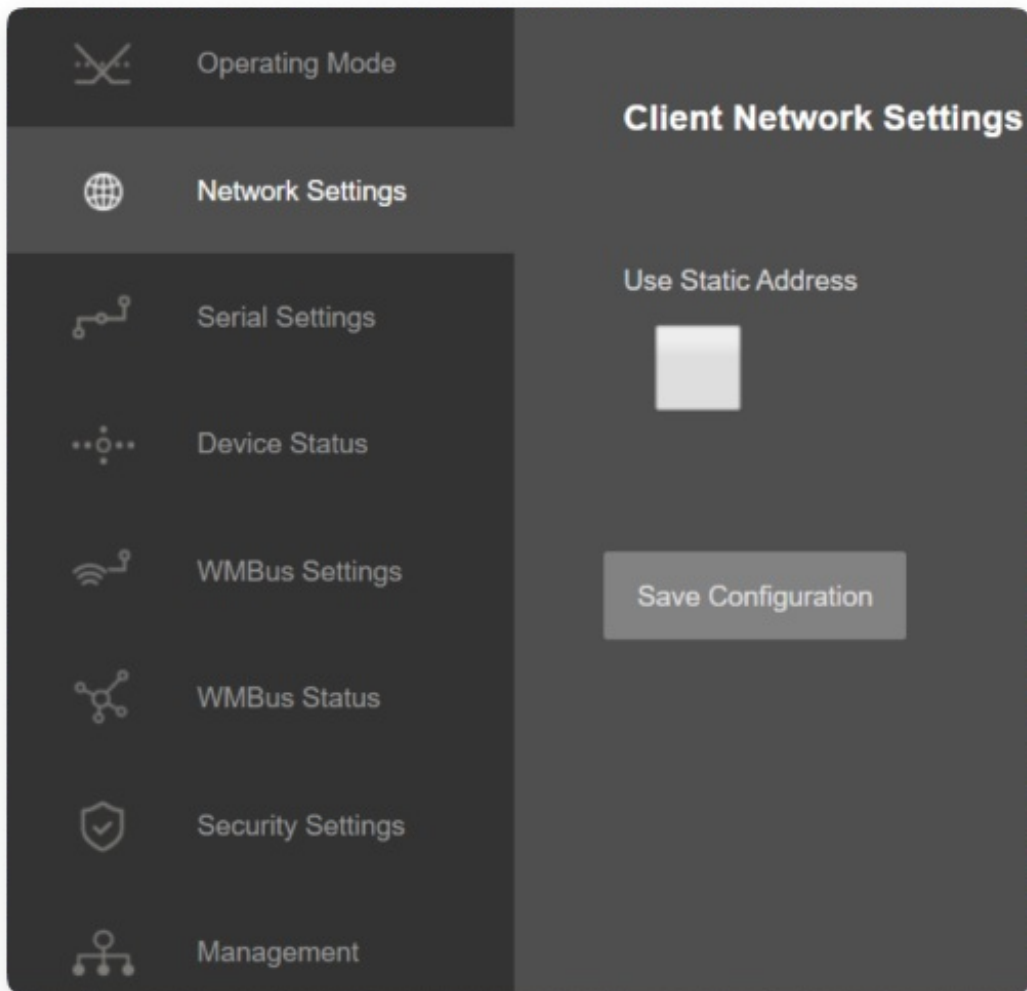 Operating Mode
Network Settings
Serial Settings
Device Status
WMBus Settings
WMBus Status
Security Settings
Management
Client Network Settings
Use Static Address
Save Configuration